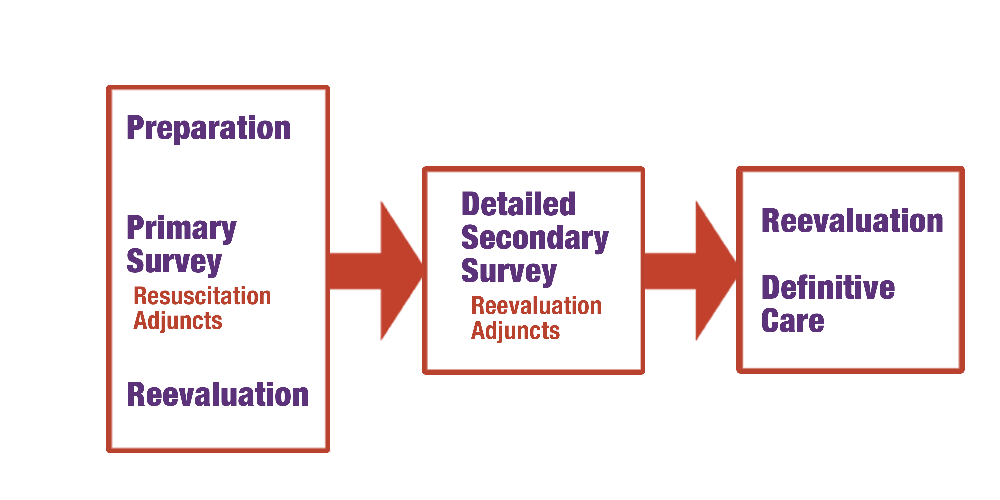 Preparation
Primary
Survey
Resuscitation
Adjuncts
Reevaluation
Detailed
Secondary
Survey
Reevaluation
Adjuncts
Reevaluation
Definitive
Care